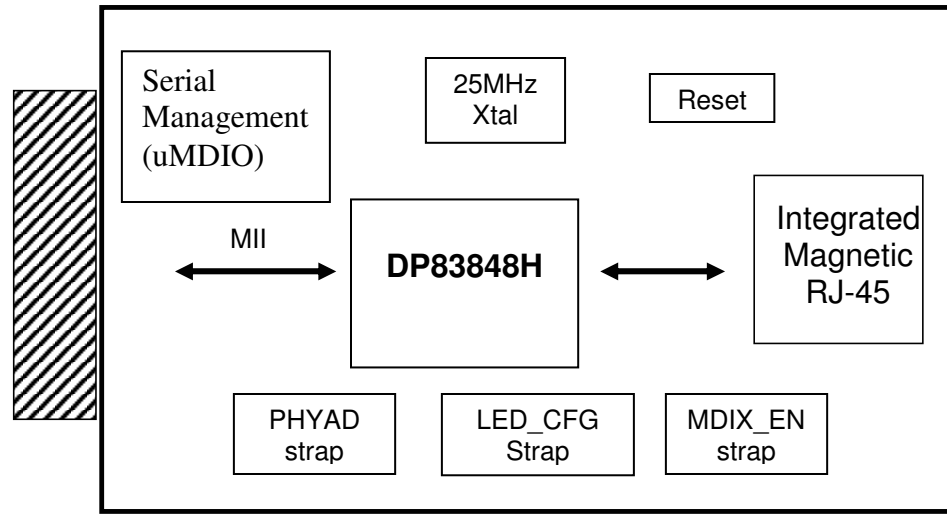 Serial
Management
(uMDIO)
25MHz
Xtal
Reset
MII
DP83848H
Integrated
Magnetic
RJ-45
PHYAD
strap
LED_CFG
Strap
MDIX_EN
strap